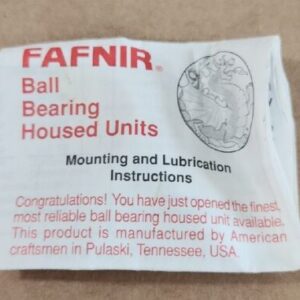 FAFNIR®
Ball
Bearing
Housed Units
Mounting and Lubrication
Instructions
Congratulations! You have just opened the finest,
most reliable ball bearing housed unit available.
This product is manufactured by American
craftsmen in Pulaski, Tennessee, USA.